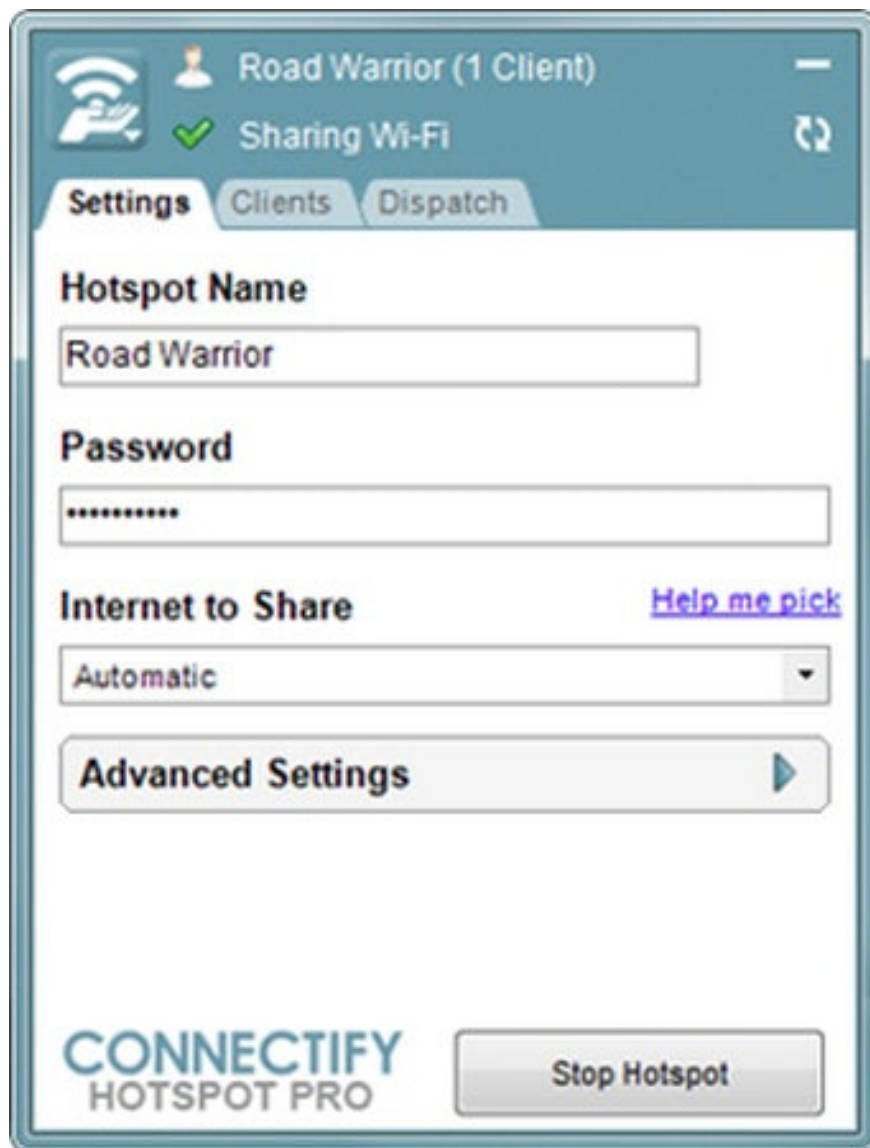 Road Warrior (1 Client)
Sharing Wi-Fi
Settings Clients Dispatch
Hotspot Name
Road Warrior
Password
••••••••••
Internet to Share Help me pick
Automatic
Advanced Settings
CONNECTIFY
HOTSPOT PRO
Stop Hotspot